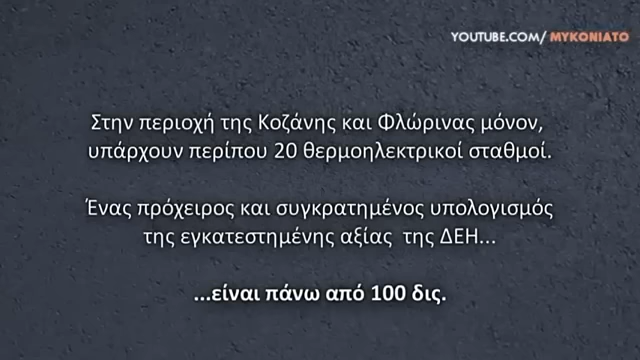 YOUTUBE.COM/ MYKONIATO
Στην περιοχή της Κοζάνης και Φλώρινας μόνον,
υπάρχουν περίπου 20 θερμοηλεκτρικοί σταθμοί.
Ένας πρόχειρος και συγκρατημένος υπολογισμός
της εγκατεστημένης αξίας της ΔΕΗ...
...είναι πάνω από 100 δις.